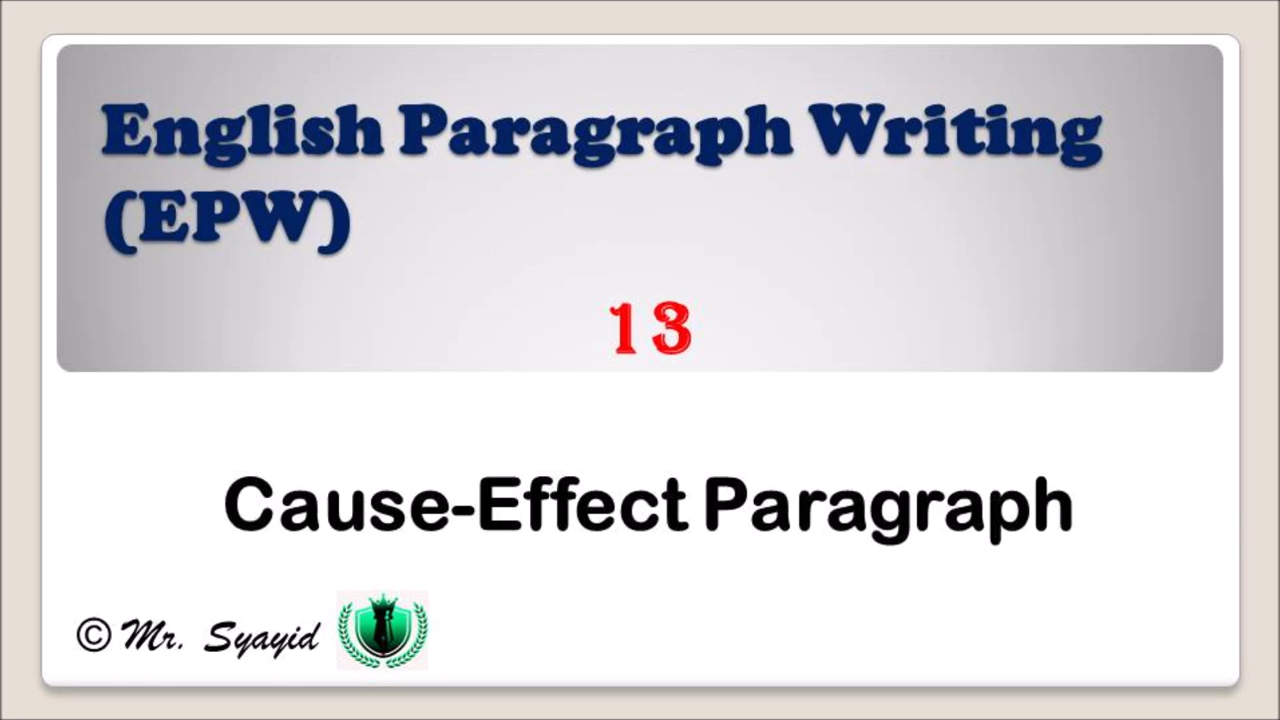 English Paragraph Writing
(EPW)
13
Cause-Effect Paragraph
© Mr. Syayid